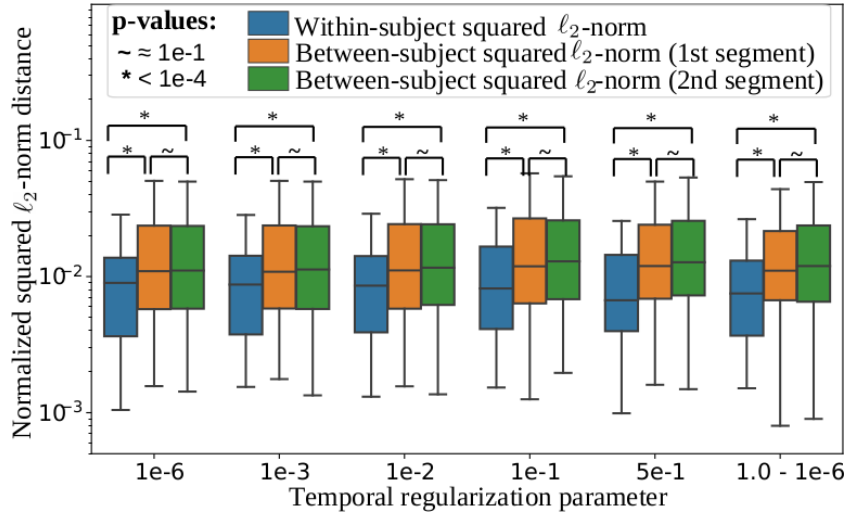 p-values:
~ ≈ 1e-1
* < 1e-4
Within-subject squared ℓ₂-norm
Between-subject squared ℓ₂-norm (1st segment)
Between-subject squared ℓ₂-norm (2nd segment)
Normalized squared ℓ₂-norm distance
10⁻¹
10⁻²
10⁻³
*
* ~
*
* ~
*
* ~
*
* ~
*
* ~
*
* ~
1e-6 1e-3 1e-2 1e-1 5e-1 1.0 - 1e-6
Temporal regularization parameter